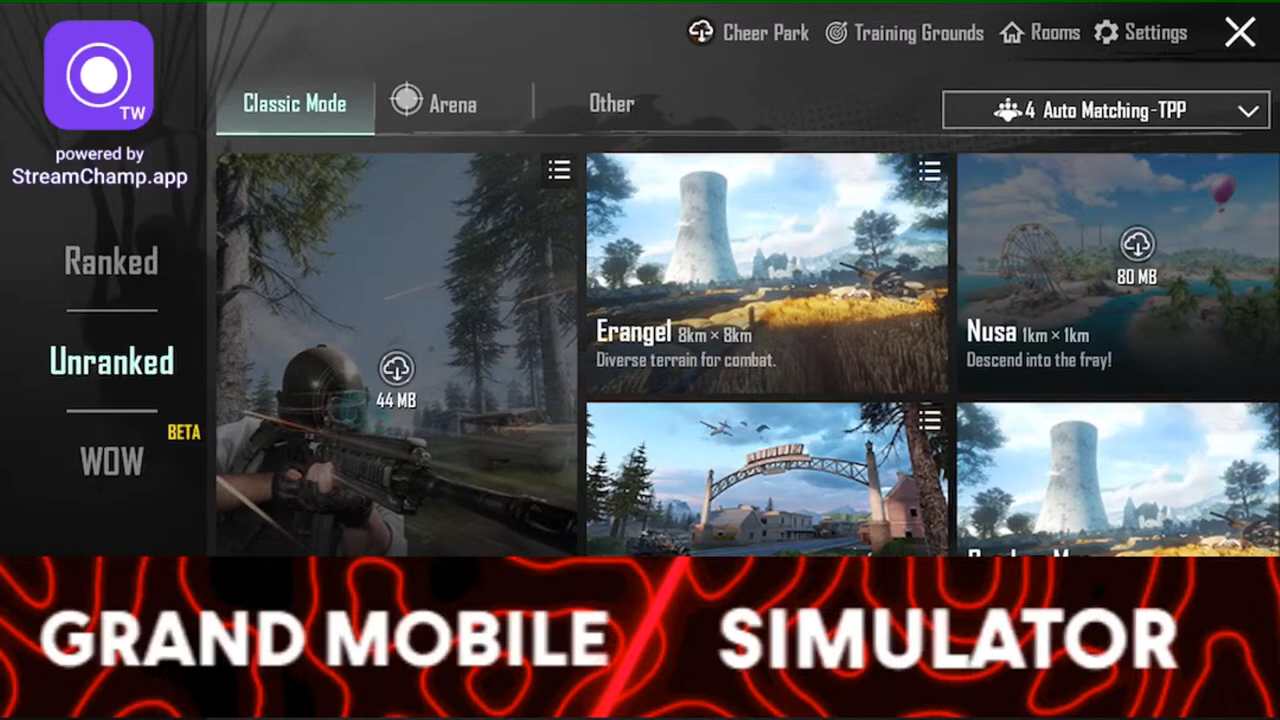 Cheer Park
Training Grounds
Rooms
Settings
TW
powered by
StreamChamp.app
Classic Mode
Arena
Other
4 Auto Matching-TPP
Ranked
Unranked
BETA
WOW
44 MB
Erangel 8km × 8km
Diverse terrain for combat.
80 MB
Nusa 1km × 1km
Descend into the fray!
GRAND MOBILE
SIMULATOR